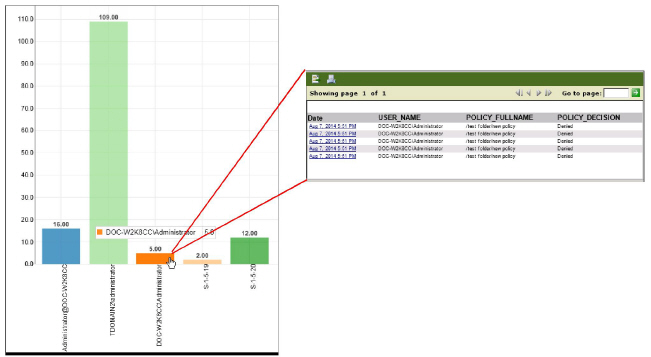 110.0
109.00
100.0
90.0
80.0
70.0
60.0
50.0
40.0
30.0
20.0
16.00
DOC-W2K8CC\Administrator 5.0
12.00
10.0
5.00
2.00
0.0
Administrator@DOC-W2K8CC
TDOMAIN2\administrator
DOC-W2K8CC\Administrator
S-1-5-19
S-1-5-20
Showing page 1 of 1 Go to page:
Date USER_NAME POLICY_FULLNAME POLICY_DECISION
Aug 7, 2014 5:51 PM DOC-W2K8CC\Administrator /test folder/new policy Denied
Aug 7, 2014 5:51 PM DOC-W2K8CC\Administrator /test folder/new policy Denied
Aug 7, 2014 5:51 PM DOC-W2K8CC\Administrator /test folder/new policy Denied
Aug 7, 2014 5:51 PM DOC-W2K8CC\Administrator /test folder/new policy Denied
Aug 7, 2014 5:51 PM DOC-W2K8CC\Administrator /test folder/new policy Denied